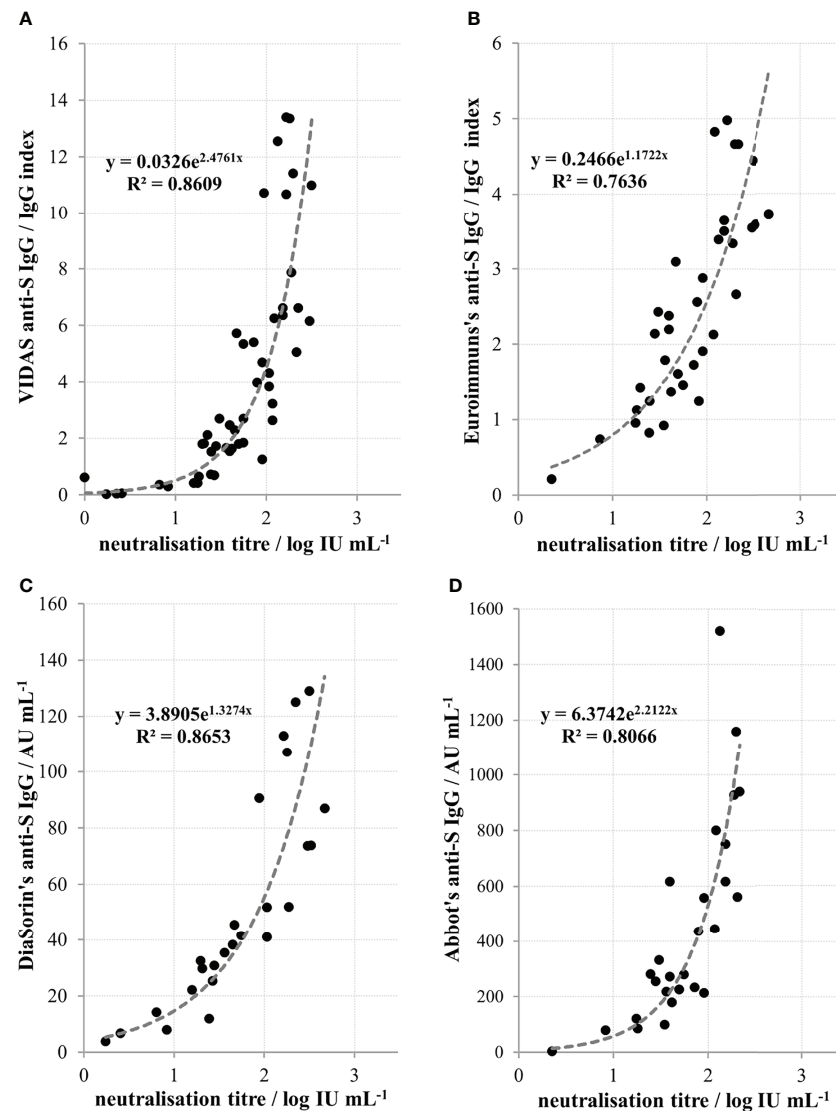 A
VIDAS anti-S IgG / IgG index
16
14
12
10
8
6
4
2
0
y = 0.0326e^2.4761x
R² = 0.8609
0 1 2 3
neutralisation titre / log IU mL⁻¹
B
Euroimmuns's anti-S IgG / IgG index
6
5
4
3
2
1
0
y = 0.2466e^1.1722x
R² = 0.7636
0 1 2 3
neutralisation titre / log IU mL⁻¹
C
DiaSorin's anti-S IgG / AU mL⁻¹
160
140
120
100
80
60
40
20
0
y = 3.8905e^1.3274x
R² = 0.8653
0 1 2 3
neutralisation titre / log IU mL⁻¹
D
Abbot's anti-S IgG / AU mL⁻¹
1600
1400
1200
1000
800
600
400
200
0
y = 6.3742e^2.2122x
R² = 0.8066
0 1 2 3
neutralisation titre / log IU mL⁻¹